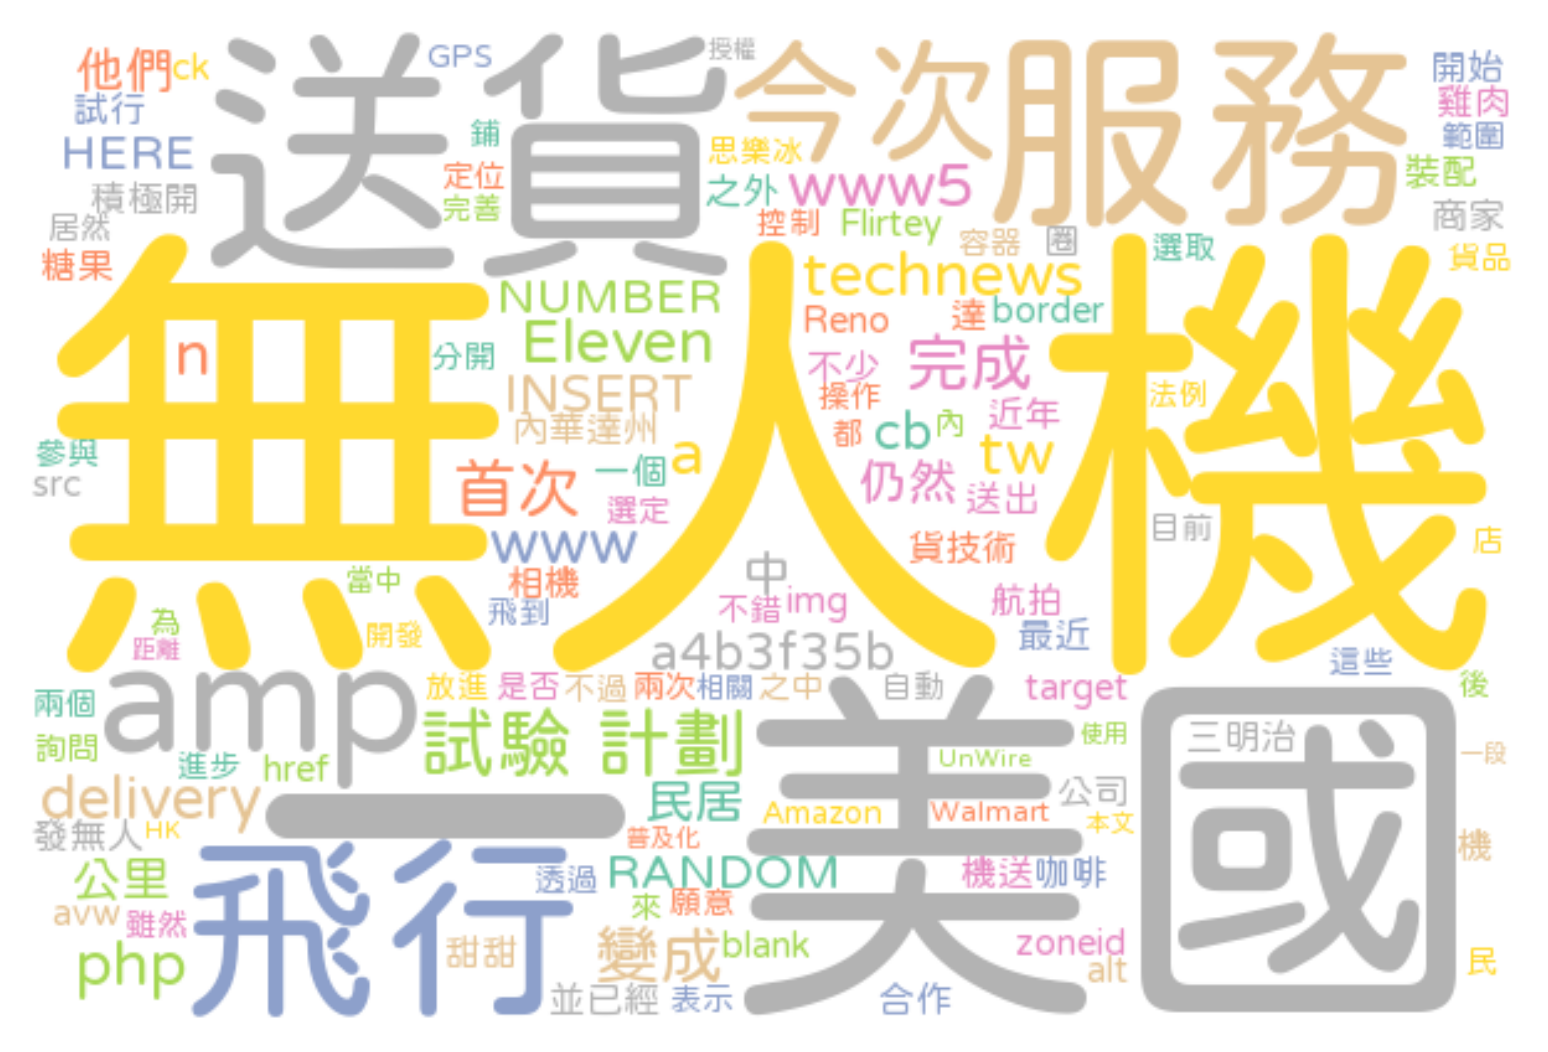 他們
ck
送貨
GPS
授權
今次
服務
開始
試行
雞肉
HERE
鋪
思樂冰
範圍
積極開
定位
之外
www5
裝配
居然
完善
控制
Flirtey
容器
圈
選取
商家
糖果
無人機
technews
貨品
NUMBER
Reno
達
border
n
分開
Eleven
不少
完成
法例
INSERT
操作
近年
內華達州
都
cb
內
參與
首次
一個
a
仍然
tw
src
選定
送出
目前
店
www
貨技術
當中
相機
中
航拍
為
飛到
不錯
img
最近
距離
開發
a4b3f35b
這些
兩個
amp
放進
是否
不過
兩次
相關
之中
自動
target
後
詢問
試驗
計劃
美國
使用
三明治
一段
進步
href
UnWire
delivery
一
民居
Amazon
Walmart
公司
本文
發無人
HK
普及化
機
公里
飛行
透過
RANDOM
機送
咖啡
avw
雖然
來
願意
php
甜甜
變成
blank
zoneid
alt
民
並已經
表示
合作